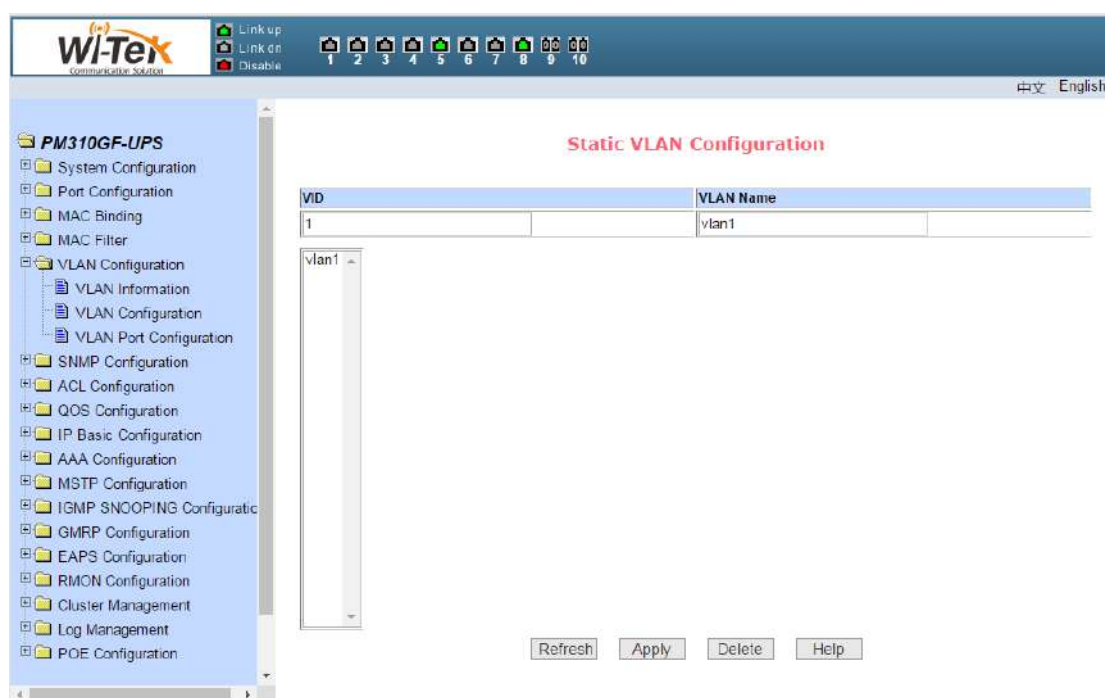 Wi-Tek
Communication Solution
Link up
Link dn
Disable
1 2 3 4 5 6 7 8 9 10
中文 English
PM310GF-UPS
System Configuration
Port Configuration
MAC Binding
MAC Filter
VLAN Configuration
VLAN Information
VLAN Configuration
VLAN Port Configuration
SNMP Configuration
ACL Configuration
QOS Configuration
IP Basic Configuration
AAA Configuration
MSTP Configuration
IGMP SNOOPING Configuratic
GMRP Configuration
EAPS Configuration
RMON Configuration
Cluster Management
Log Management
POE Configuration
Static VLAN Configuration
VID VLAN Name
1 vlan1
vlan1
Refresh Apply Delete Help